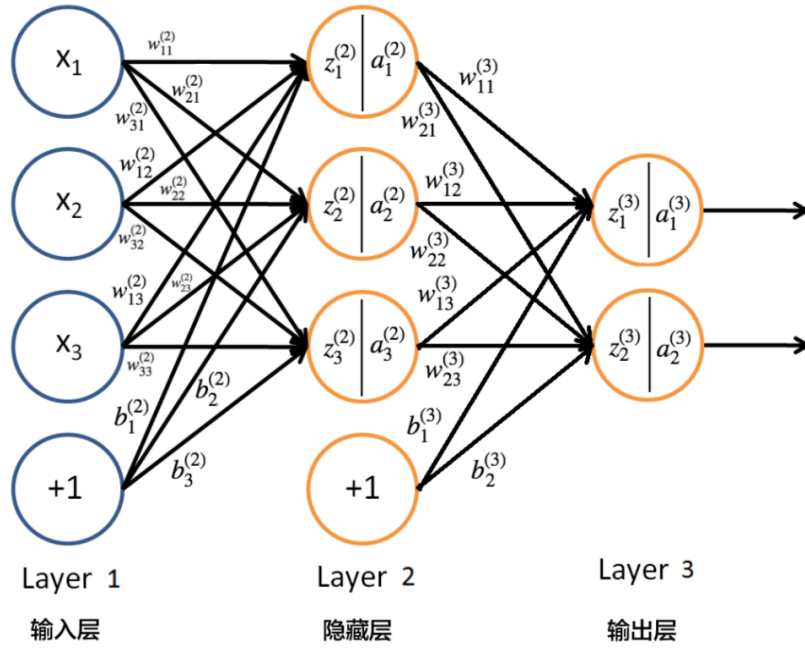 x₁ w₁₁⁽²⁾ z₁⁽²⁾ a₁⁽²⁾ w₁₁⁽³⁾
w₂₁⁽²⁾ w₂₁⁽³⁾
w₃₁⁽²⁾
w₁₂⁽²⁾ w₁₂⁽³⁾
x₂ w₂₂⁽²⁾ z₂⁽²⁾ a₂⁽²⁾ z₁⁽³⁾ a₁⁽³⁾
w₃₂⁽²⁾ w₂₂⁽³⁾
w₁₃⁽²⁾ w₂₃⁽²⁾ w₁₃⁽³⁾
x₃ z₃⁽²⁾ a₃⁽²⁾ z₂⁽³⁾ a₂⁽³⁾
w₃₃⁽²⁾ w₂₃⁽³⁾
b₁⁽²⁾ b₂⁽²⁾ b₁⁽³⁾
b₃⁽²⁾ b₂⁽³⁾
+1 +1
Layer 1 Layer 2 Layer 3
输入层 隐藏层 输出层